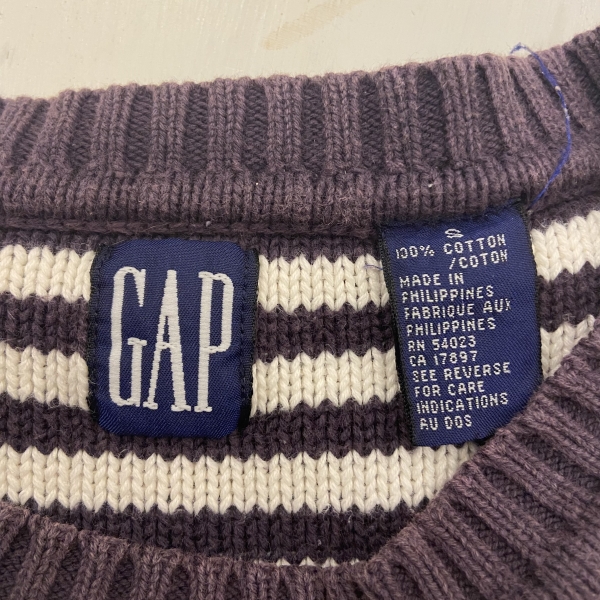 GAP
S
100% COTTON
/COTON
MADE IN
PHILIPPINES
FABRIQUE AUX
PHILIPPINES
RN 54023
CA 17897
SEE REVERSE
FOR CARE
INDICATIONS
AU DOS